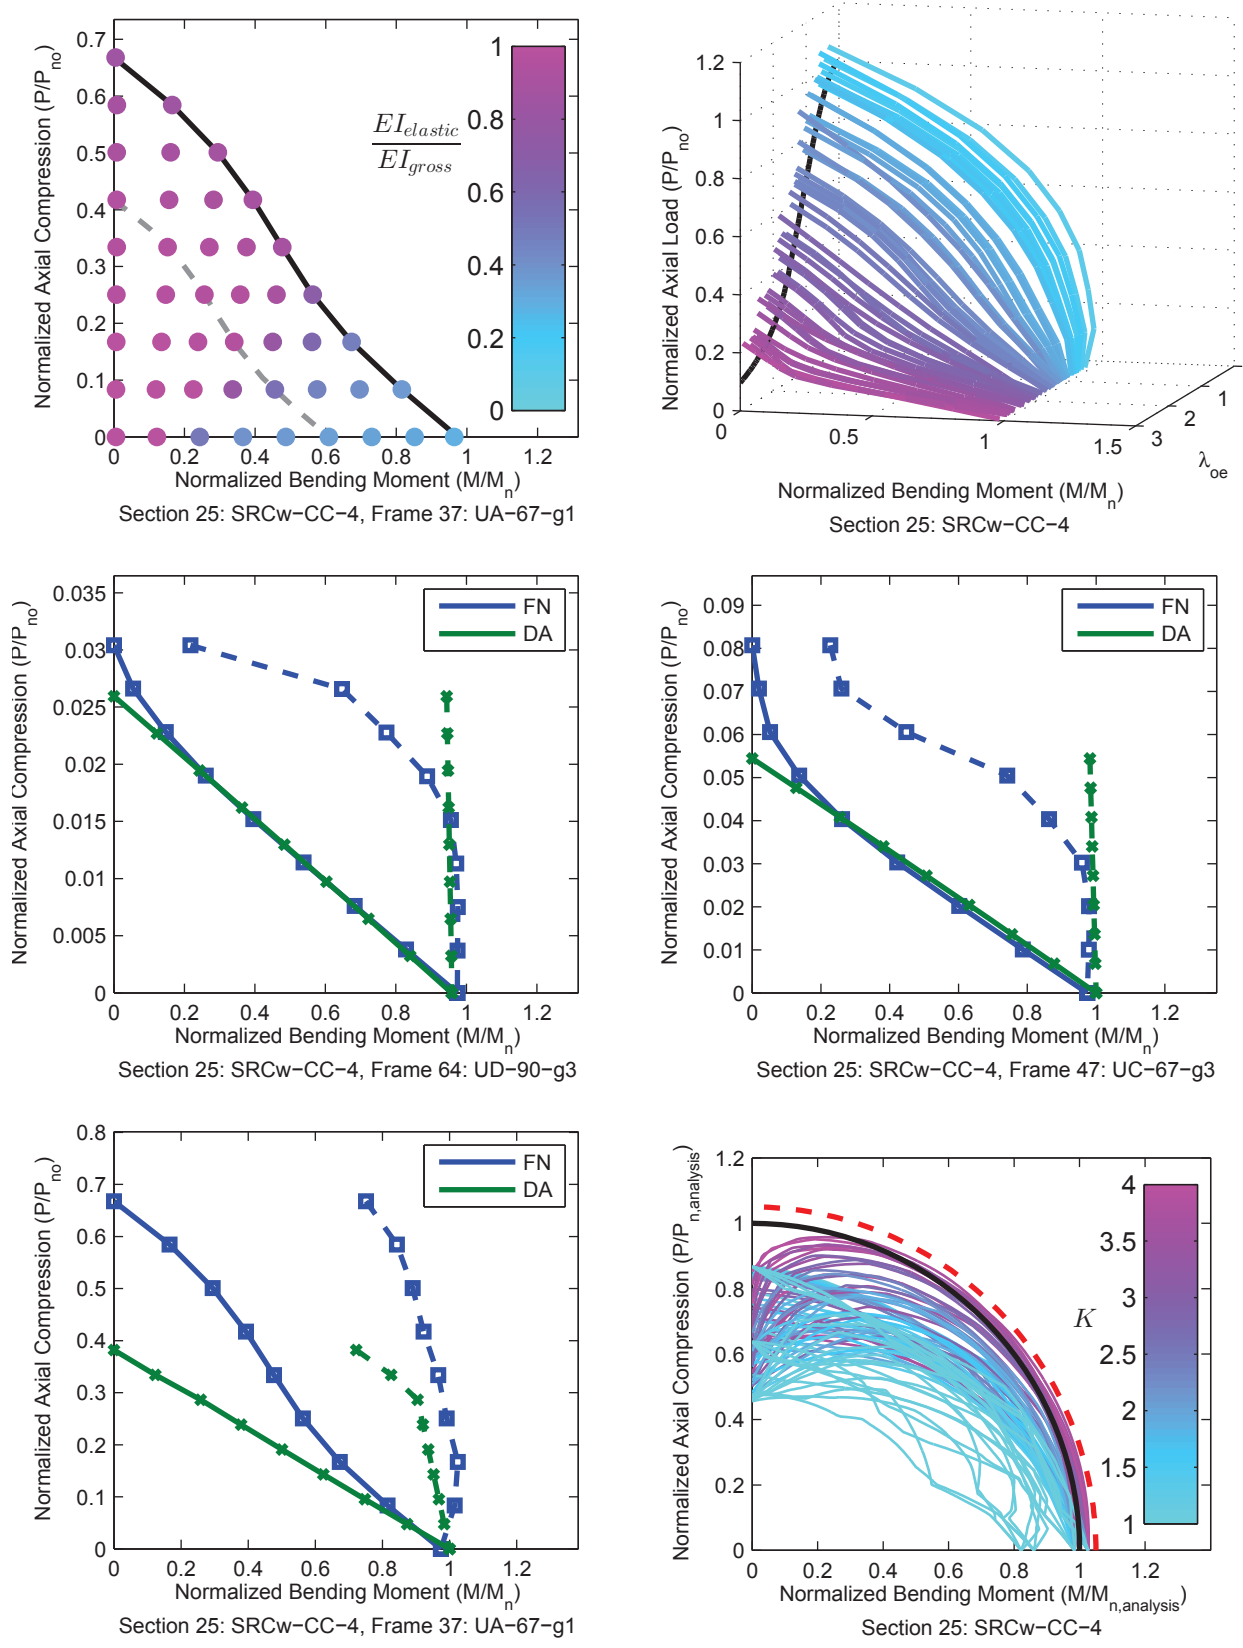 0.7
0.6
0.5
0.4
0.3
0.2
0.1
0
0 0.2 0.4 0.6 0.8 1 1.2
Normalized Axial Compression (P/Pno)
Normalized Bending Moment (M/Mn)
Section 25: SRCw−CC−4, Frame 37: UA−67−g1
EIelastic
EIgross
1
0.8
0.6
0.4
0.2
0
1.2
1
0.8
0.6
0.4
0.2
0
Normalized Axial Load (P/Pno)
0 0.5 1 1.5
3 2 1
λoe
Normalized Bending Moment (M/Mn)
Section 25: SRCw−CC−4
0.035
0.03
0.025
0.02
0.015
0.01
0.005
0
0 0.2 0.4 0.6 0.8 1 1.2
Normalized Axial Compression (P/Pno)
FN
DA
Normalized Bending Moment (M/Mn)
Section 25: SRCw−CC−4, Frame 64: UD−90−g3
0.09
0.08
0.07
0.06
0.05
0.04
0.03
0.02
0.01
0
0 0.2 0.4 0.6 0.8 1 1.2
Normalized Axial Compression (P/Pno)
FN
DA
Normalized Bending Moment (M/Mn)
Section 25: SRCw−CC−4, Frame 47: UC−67−g3
0.8
0.7
0.6
0.5
0.4
0.3
0.2
0.1
0
0 0.2 0.4 0.6 0.8 1 1.2
Normalized Axial Compression (P/Pno)
FN
DA
Normalized Bending Moment (M/Mn)
Section 25: SRCw−CC−4, Frame 37: UA−67−g1
1.2
1
0.8
0.6
0.4
0.2
0
0 0.2 0.4 0.6 0.8 1 1.2
Normalized Axial Compression (P/Pn,analysis)
K
4
3.5
3
2.5
2
1.5
1
Normalized Bending Moment (M/Mn,analysis)
Section 25: SRCw−CC−4